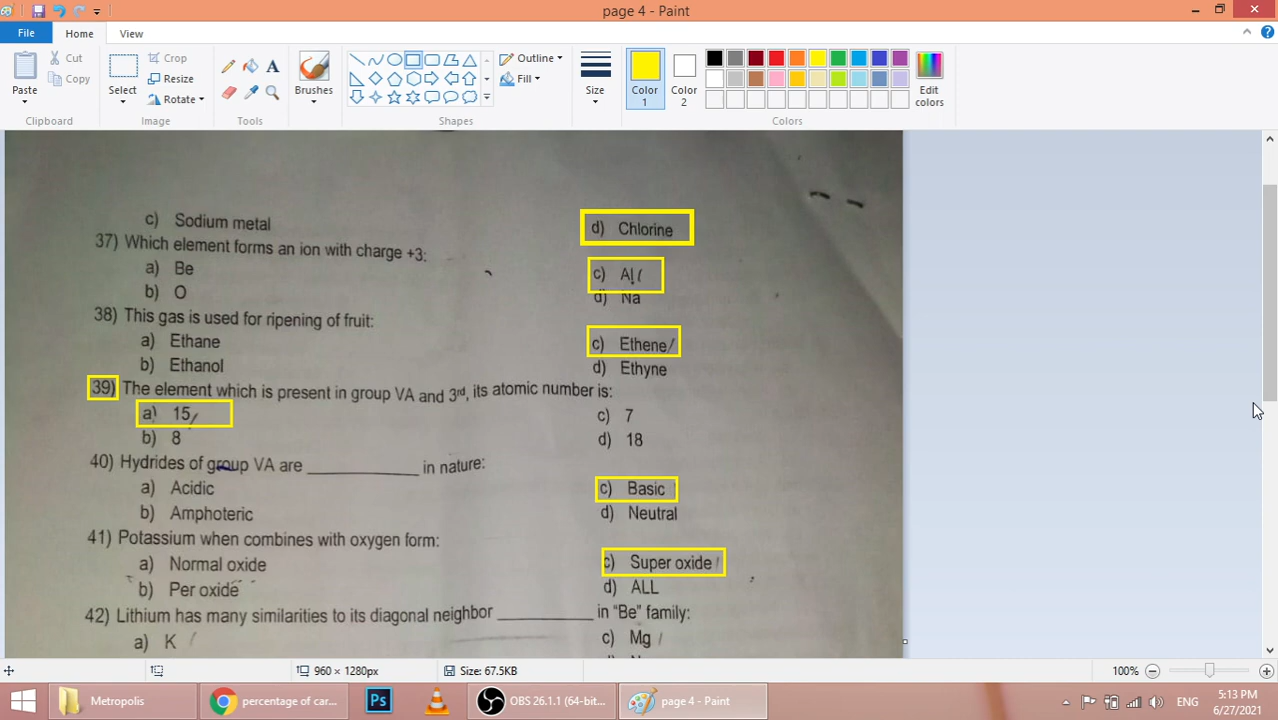 page 4 - Paint
File Home View
Paste Cut Copy Clipboard
Select Crop Resize Rotate Image
Tools
Brushes
Outline Fill Shapes
Size
Color 1 Color 2 Edit colors Colors
c) Sodium metal d) Chlorine
37) Which element forms an ion with charge +3:
a) Be c) Al
b) O d) Na
38) This gas is used for ripening of fruit:
a) Ethane c) Ethene
b) Ethanol d) Ethyne
39) The element which is present in group VA and 3rd, its atomic number is:
a) 15 c) 7
b) 8 d) 18
40) Hydrides of group VA are __________ in nature:
a) Acidic c) Basic
b) Amphoteric d) Neutral
41) Potassium when combines with oxygen form:
a) Normal oxide c) Super oxide
b) Per oxide d) ALL
42) Lithium has many similarities to its diagonal neighbor __________ in "Be" family:
a) K c) Mg
960 × 1280px Size: 67.5KB 100%
Metropolis percentage of car... Ps OBS 26.1.1 (64-bit... page 4 - Paint ENG 5:13 PM
6/27/2021